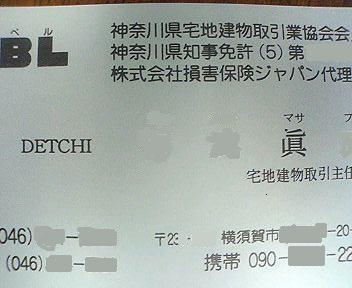 ベル
BL
神奈川県宅地建物取引業協会会
神奈川県知事免許(5)第
株式会社損害保険ジャパン代理
マサ フ
DETCHI
眞
宅地建物取引主任
(046) -
〒23 横須賀市 -20-
(046) -
携帯 090- -22